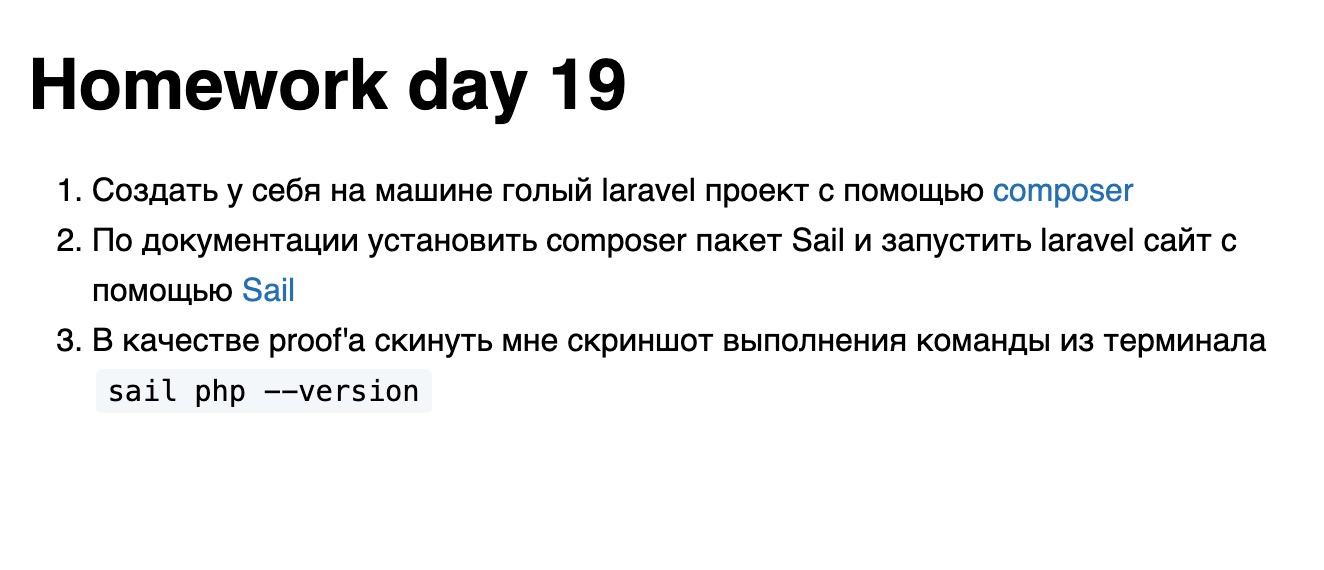 Homework day 19
1. Создать у себя на машине голый laravel проект с помощью composer
2. По документации установить composer пакет Sail и запустить laravel сайт с
помощью Sail
3. В качестве proof'а скинуть мне скриншот выполнения команды из терминала
sail php --version